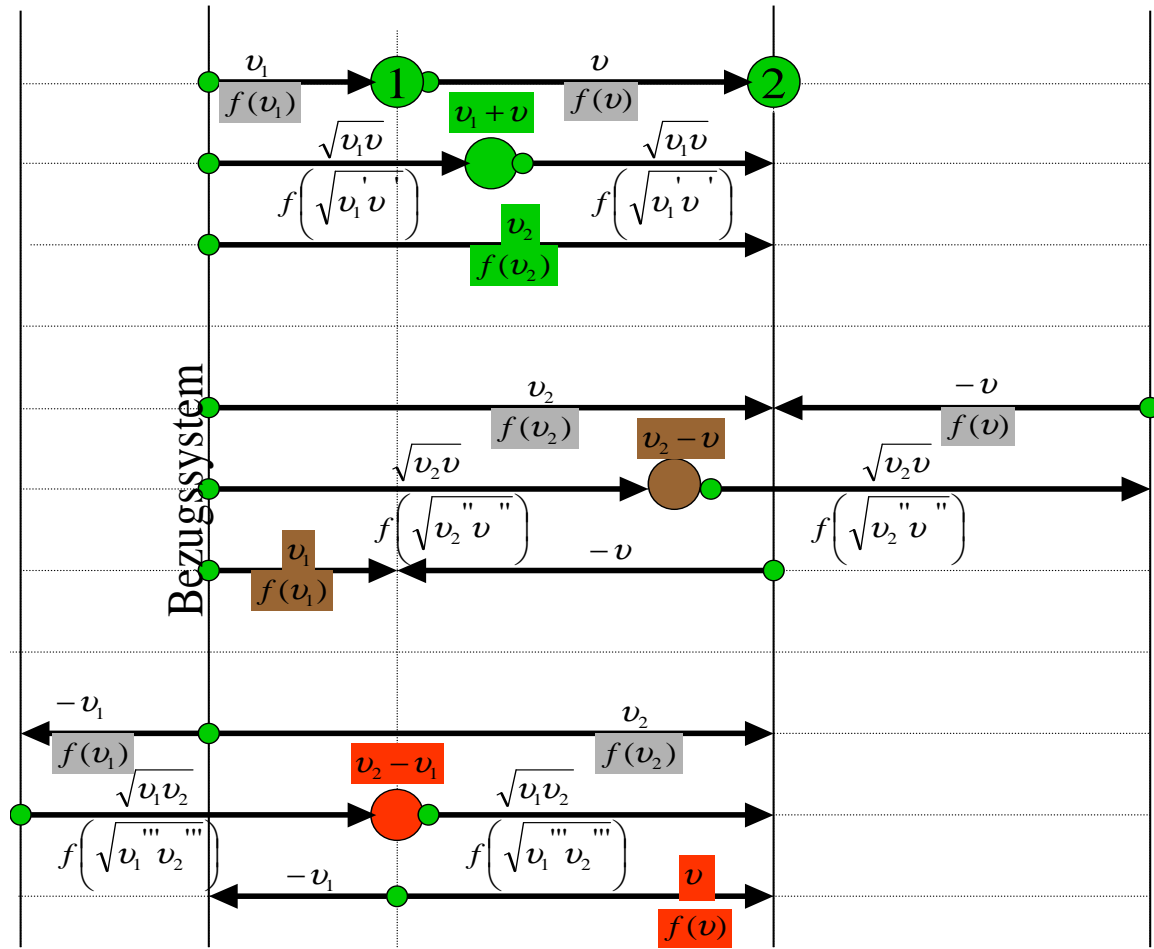 υ₁ 1 υ 2
f(υ₁) f(υ)
υ₁ + υ
√υ₁υ √υ₁υ
f(√υ₁'υ') f(√υ₁'υ')
υ₂
f(υ₂)
Bezugssystem
υ₂ −υ
f(υ₂) f(υ)
υ₂ − υ
√υ₂υ √υ₂υ
f(√υ₂"υ") f(√υ₂"υ")
υ₁ −υ
f(υ₁)
−υ₁ υ₂
f(υ₁) f(υ₂)
υ₂ − υ₁
√υ₁υ₂ √υ₁υ₂
f(√υ₁'''υ₂''') f(√υ₁'''υ₂''')
−υ₁ υ
f(υ)